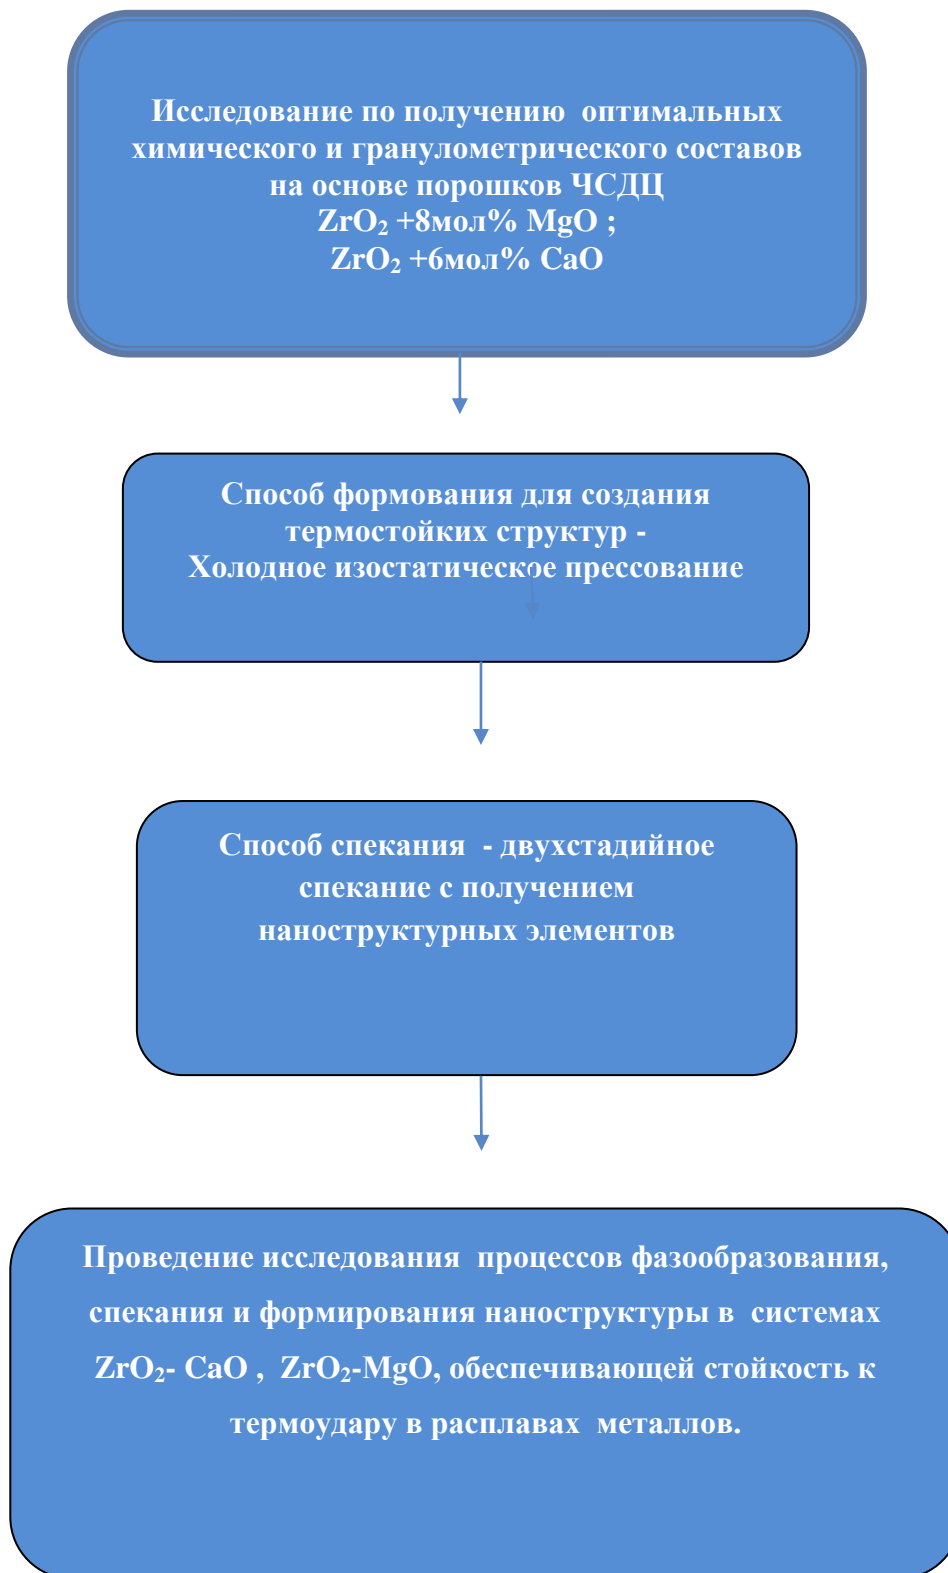 Исследование по получению оптимальных
химического и гранулометрического составов
на основе порошков ЧСДЦ
ZrO₂ +8мол% MgO ;
ZrO₂ +6мол% CaO
Способ формования для создания
термостойких структур -
Холодное изостатическое прессование
Способ спекания - двухстадийное
спекание с получением
наноструктурных элементов
Проведение исследования процессов фазообразования,
спекания и формирования наноструктуры в системах
ZrO₂- CaO , ZrO₂-MgO, обеспечивающей стойкость к
термоудару в расплавах металлов.